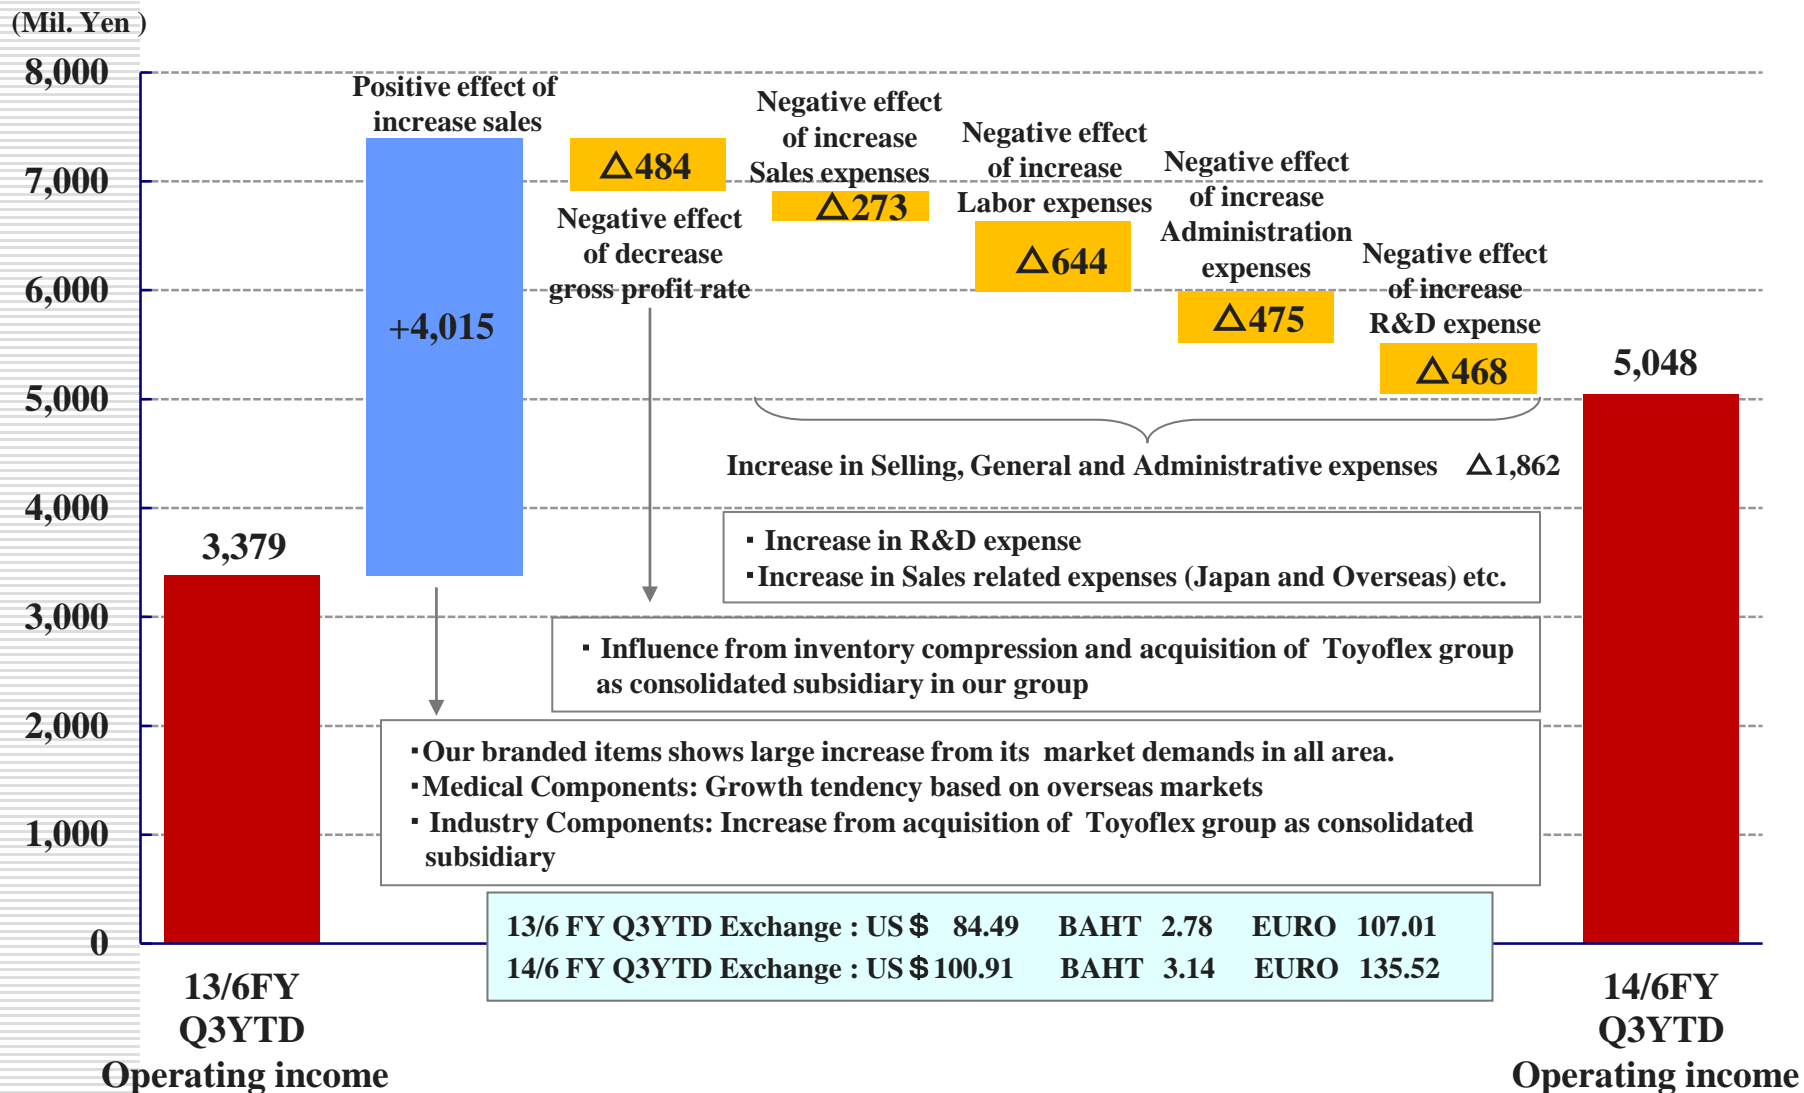 (Mil. Yen )
8,000
7,000
6,000
5,000
4,000
3,000
2,000
1,000
0
3,379
Positive effect of
increase sales
+4,015
△484
Negative effect
of decrease
gross profit rate
Negative effect
of increase
Sales expenses
△273
Negative effect
of increase
Labor expenses
△644
Negative effect
of increase
Administration
expenses
△475
Negative effect
of increase
R&D expense
△468
5,048
Increase in Selling, General and Administrative expenses △1,862
・ Increase in R&D expense
・Increase in Sales related expenses (Japan and Overseas) etc.
・ Influence from inventory compression and acquisition of Toyoflex group
as consolidated subsidiary in our group
・Our branded items shows large increase from its market demands in all area.
・Medical Components: Growth tendency based on overseas markets
・ Industry Components: Increase from acquisition of Toyoflex group as consolidated
subsidiary
13/6 FY Q3YTD Exchange : US＄ 84.49 BAHT 2.78 EURO 107.01
14/6 FY Q3YTD Exchange : US＄100.91 BAHT 3.14 EURO 135.52
13/6FY
Q3YTD
Operating income
14/6FY
Q3YTD
Operating income